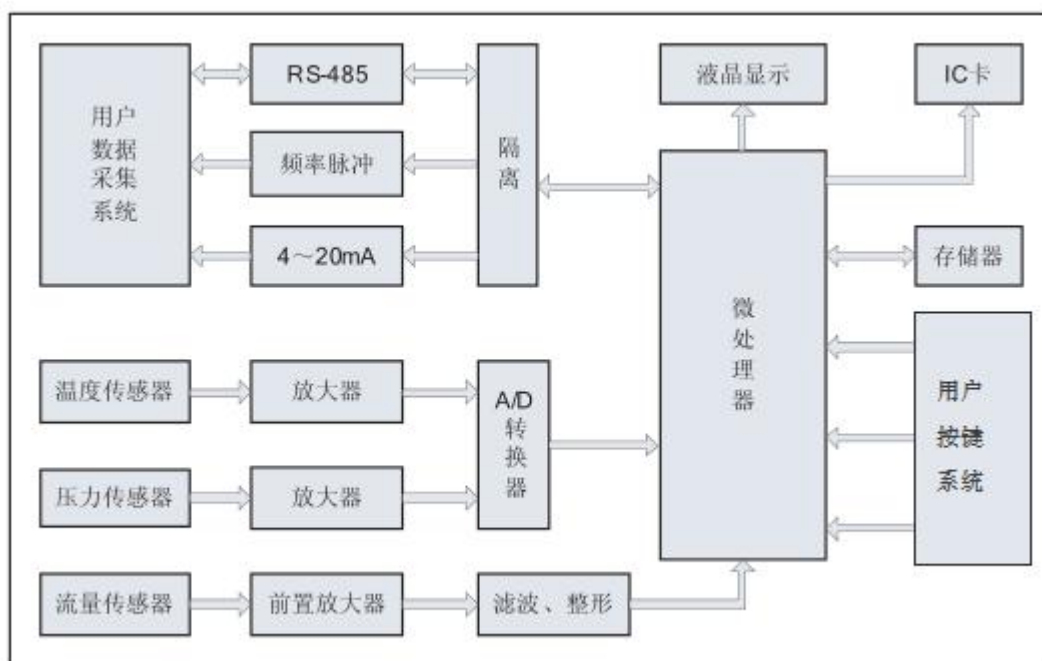 用户
数据
采集
系统
RS-485
频率脉冲
4～20mA
隔
离
液晶显示
IC卡
微
处
理
器
存储器
用户
按键
系统
温度传感器
放大器
A/D
转
换
器
压力传感器
放大器
流量传感器
前置放大器
滤波、整形